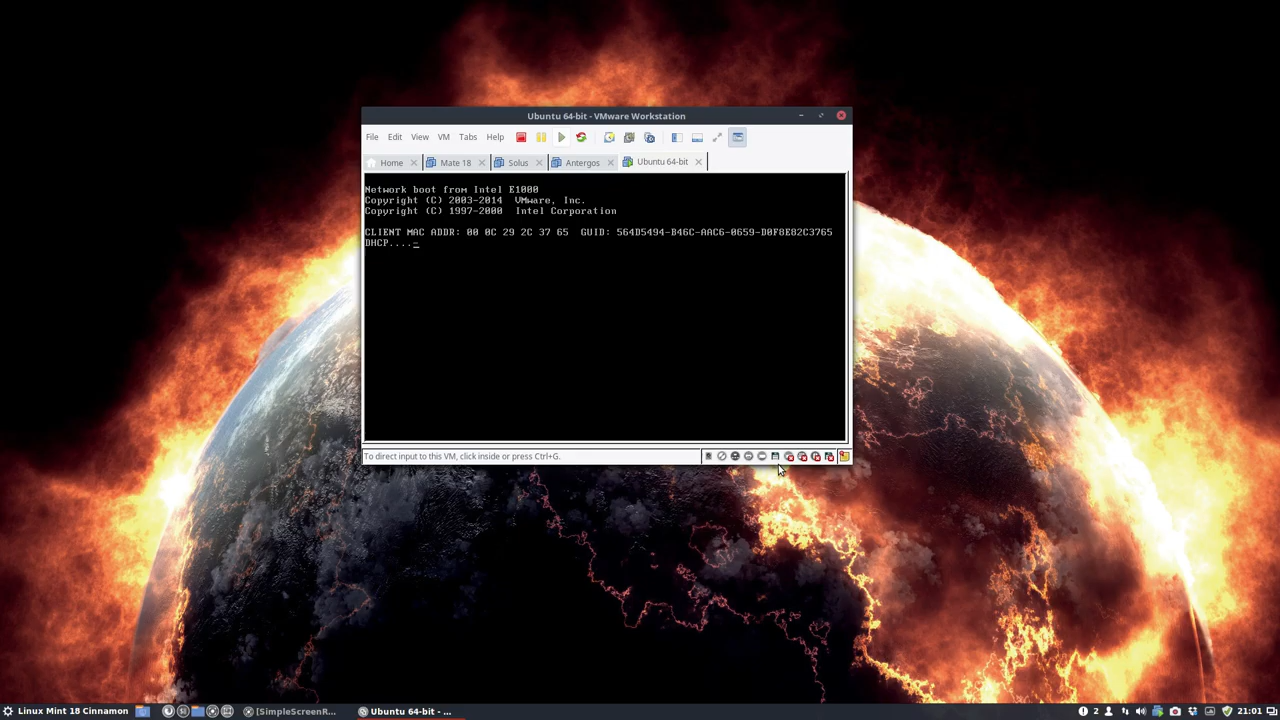 Ubuntu 64-bit - VMware Workstation
File Edit View VM Tabs Help
Home Mate 18 Solus Antergos Ubuntu 64-bit
Network boot from Intel E1000
Copyright (C) 2003-2014 VMware, Inc.
Copyright (C) 1997-2000 Intel Corporation
CLIENT MAC ADDR: 00 0C 29 2C 37 65 GUID: 564D5494-B46C-AAC6-0659-D0F8E82C3765
DHCP...._
To direct input to this VM, click inside or press Ctrl+G.
Linux Mint 18 Cinnamon [SimpleScreenR... Ubuntu 64-bit - ... 2 21:01